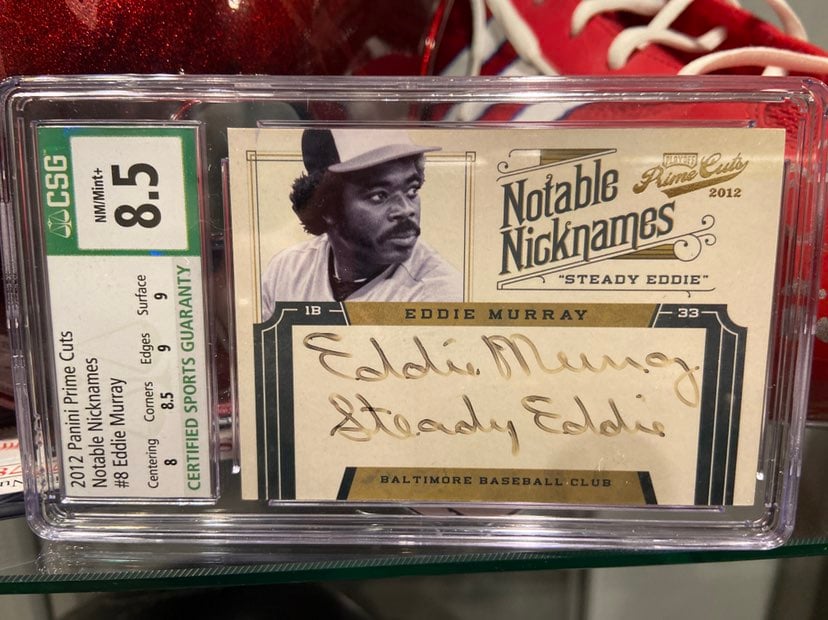 CSG
NM/Mint+
8.5
2012 Panini Prime Cuts
Notable Nicknames
#8 Eddie Murray
Centering 8
Corners 8.5
Edges 9
Surface 9
CERTIFIED SPORTS GUARANTY
Notable
Nicknames
"STEADY EDDIE"
PLAYOFF
Prime Cuts
2012
1B
EDDIE MURRAY
33
Eddie Murray
Steady Eddie
BALTIMORE BASEBALL CLUB